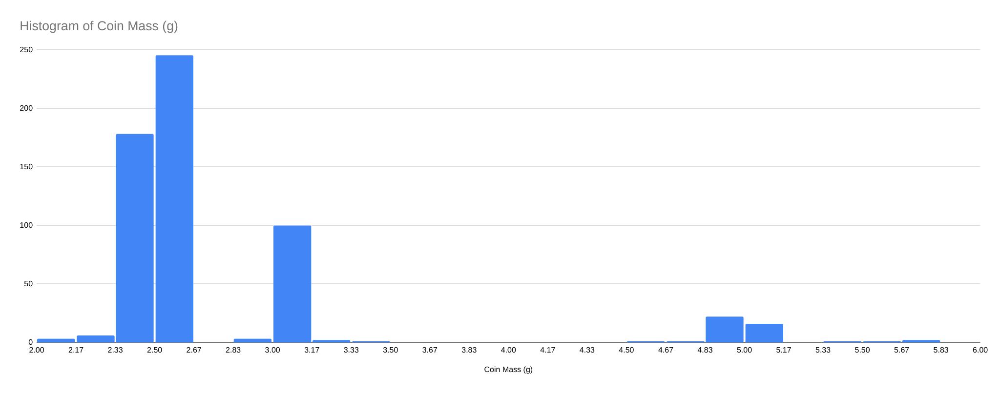 Histogram of Coin Mass (g)
250
200
150
100
50
0
2.00 2.17 2.33 2.50 2.67 2.83 3.00 3.17 3.33 3.50 3.67 3.83 4.00 4.17 4.33 4.50 4.67 4.83 5.00 5.17 5.33 5.50 5.67 5.83 6.00
Coin Mass (g)